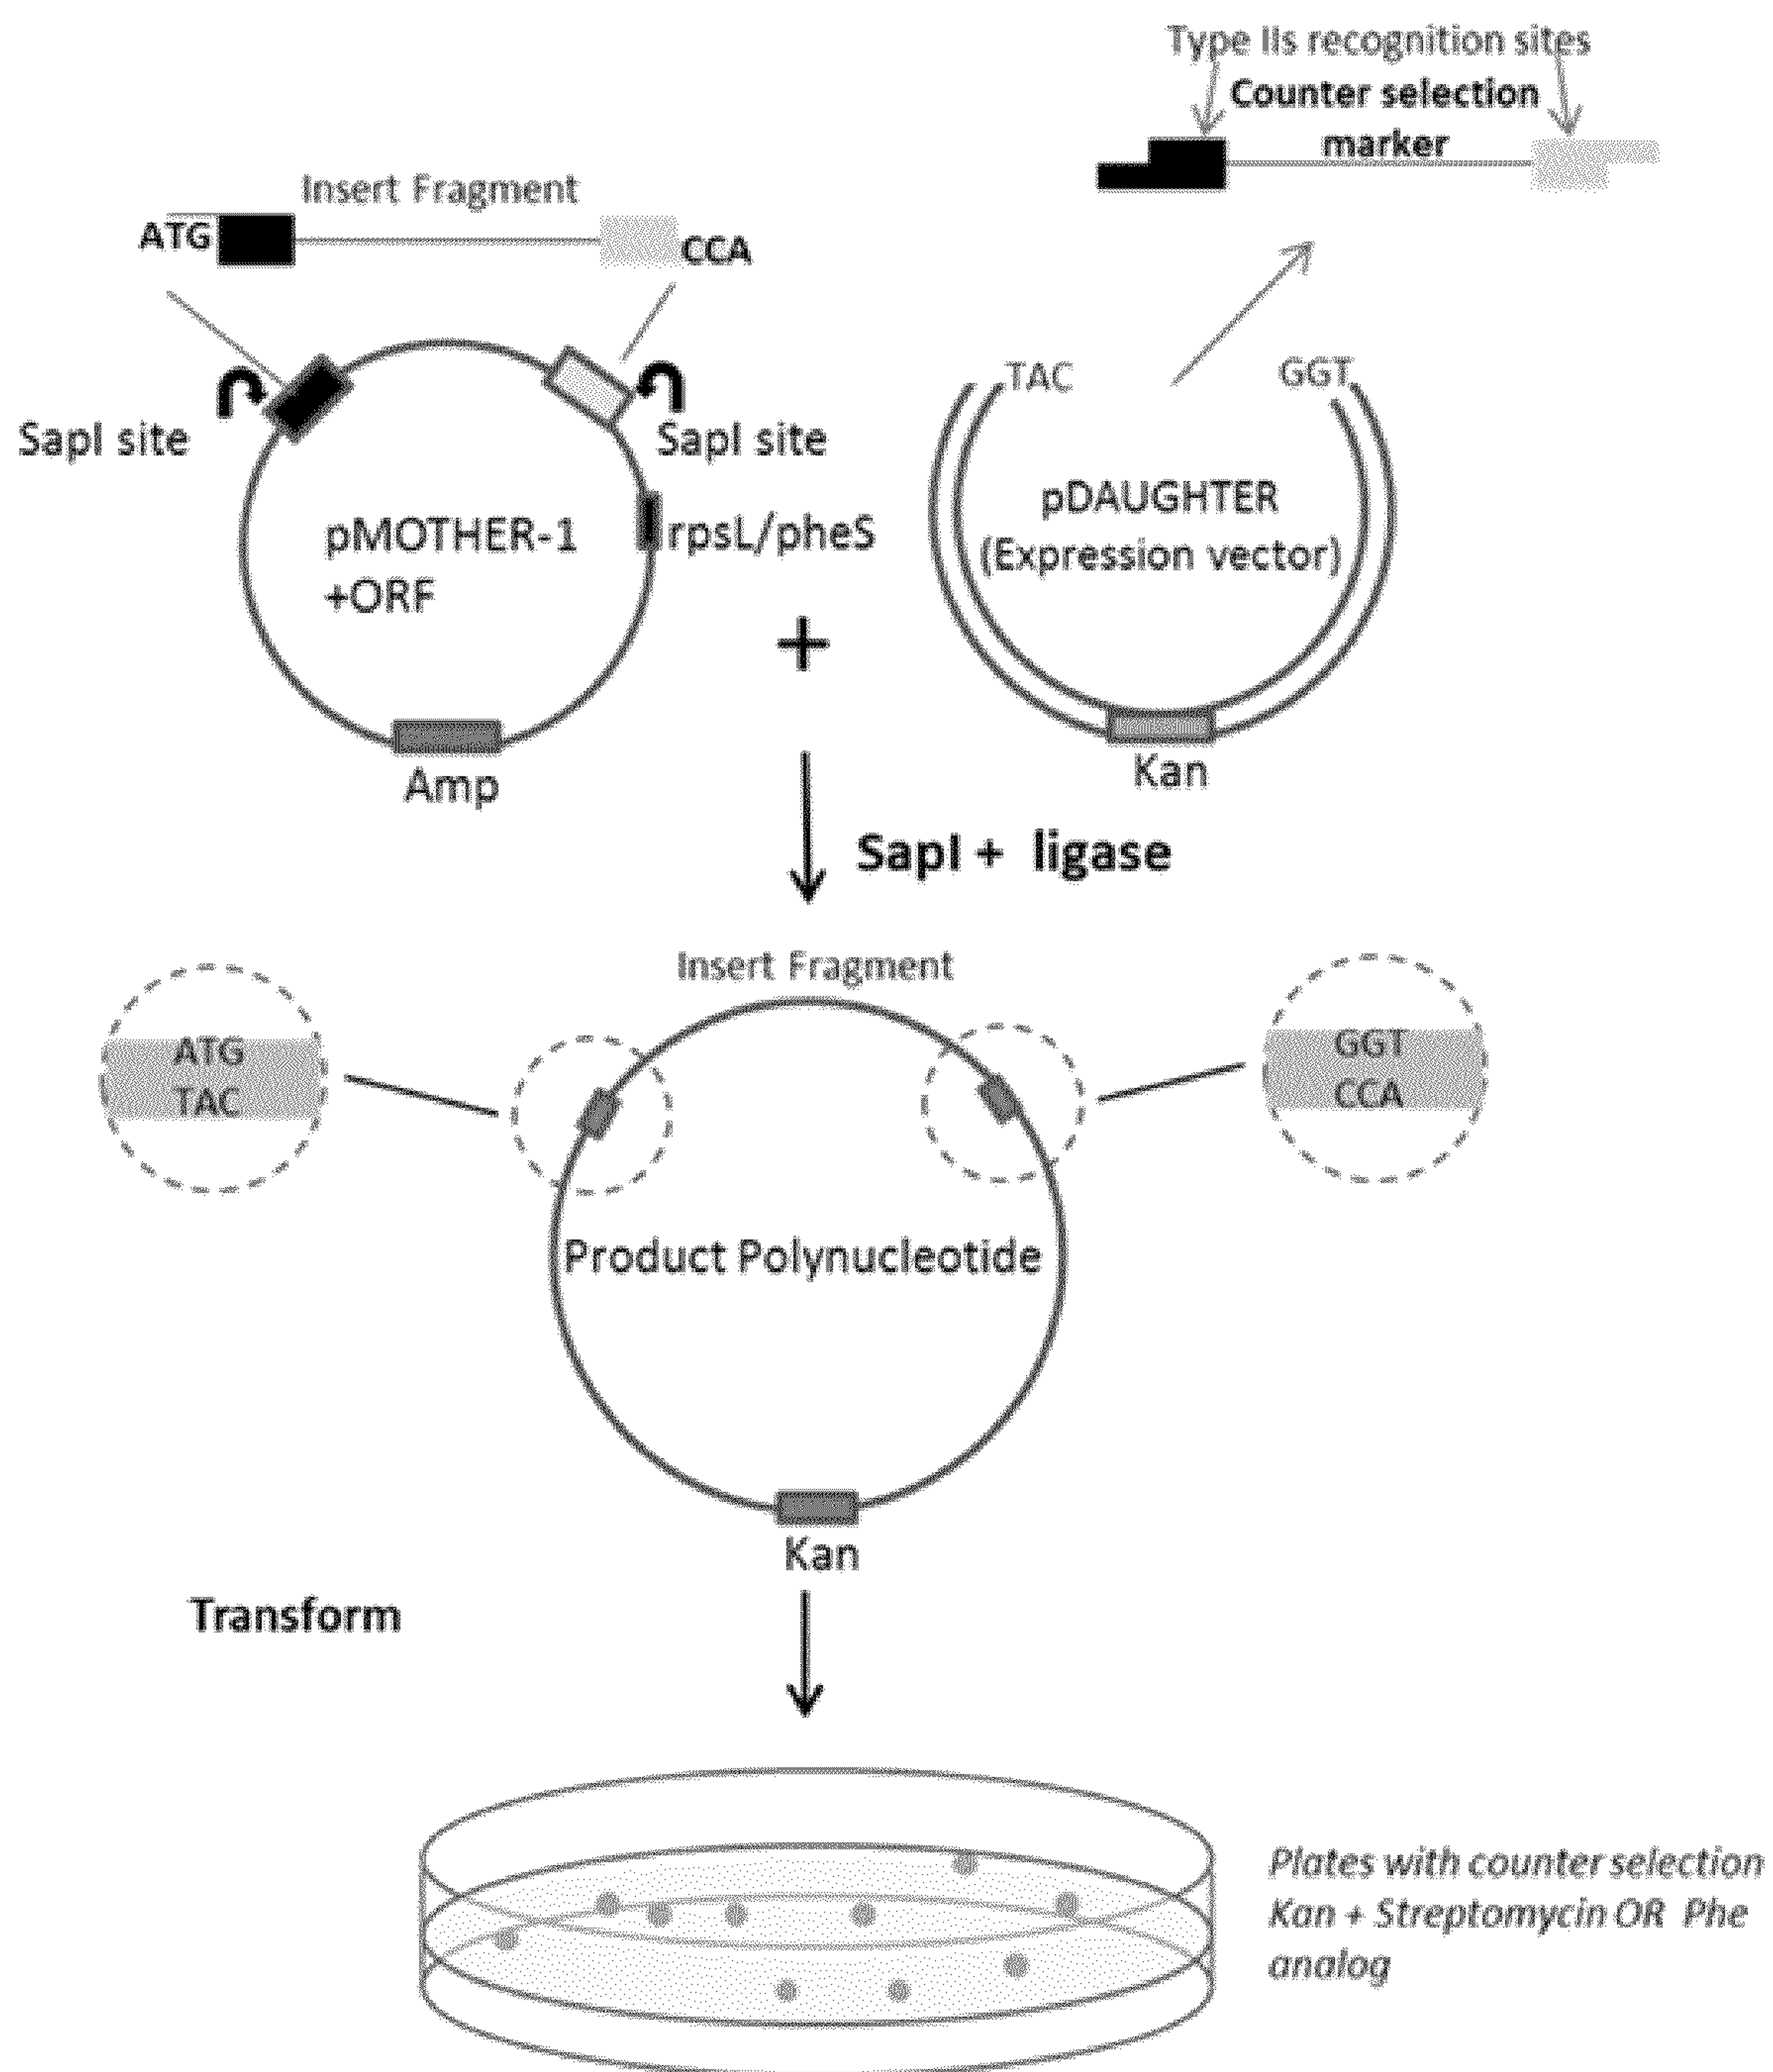 Type IIs recognition sites
Counter selection
marker
Insert Fragment
ATG
CCA
SapI site
SapI site
TAC
GGT
pMOTHER-1
+ORF
rpsL/pheS
pDAUGHTER
(Expression vector)
+
Amp
Kan
SapI + ligase
Insert Fragment
ATG
TAC
GGT
CCA
Product Polynucleotide
Kan
Transform
Plates with counter selection
Kan + Streptomycin OR Phe
analog